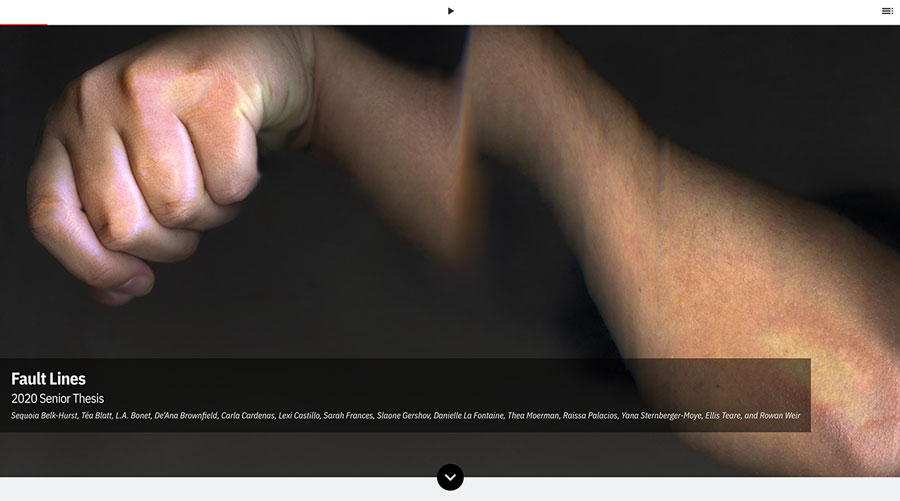 Fault Lines
2020 Senior Thesis
Sequoia Belk-Hurst, Téa Blatt, L.A. Bonet, De'Ana Brownfield, Carla Cardenas, Lexi Castillo, Sarah Frances, Slaone Gershov, Danielle La Fontaine, Thea Moerman, Raissa Palacios, Yana Sternberger-Moye, Ellis Teare, and Rowan Weir